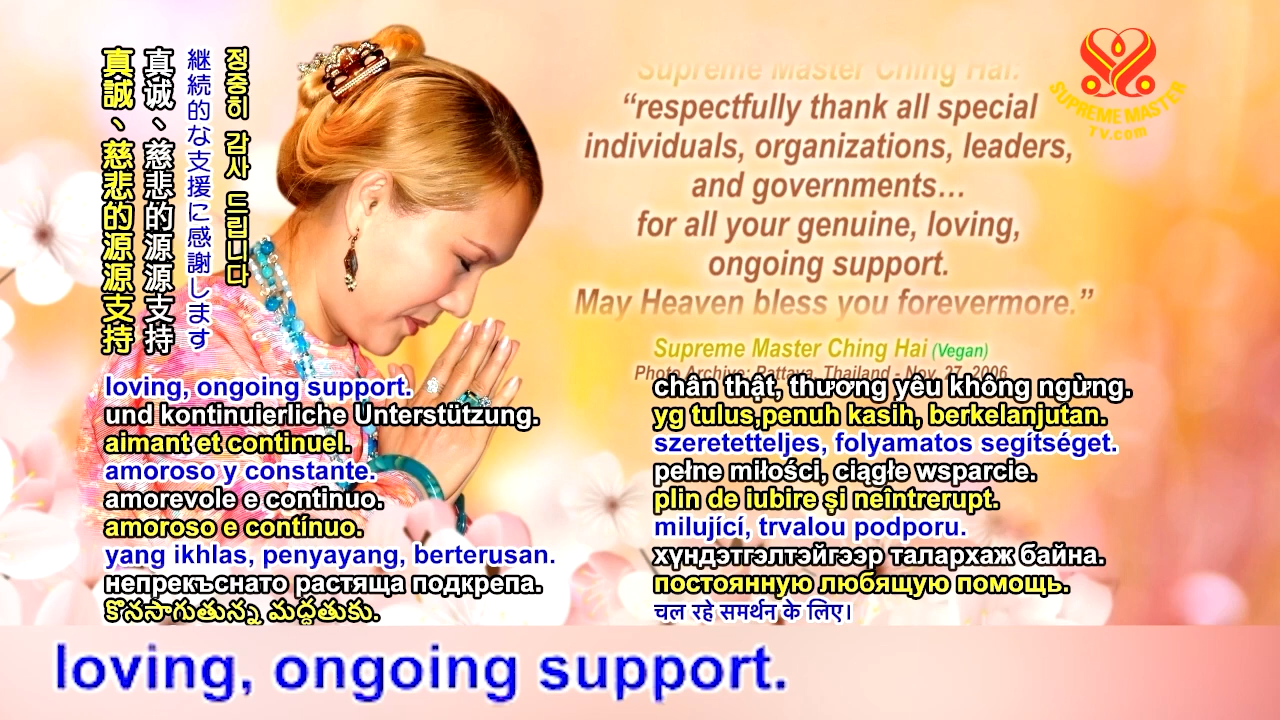 정중히 감사 드립니다
継続的な支援に感謝します
真诚、慈悲的源源支持
真誠、慈悲的源源支持
Supreme Master Ching Hai:
“respectfully thank all special
individuals, organizations, leaders,
and governments…
for all your genuine, loving,
ongoing support.
May Heaven bless you forevermore.”
Supreme Master Ching Hai (Vegan)
Photo Archive: Pattaya, Thailand - Nov. 27, 2006
SUPREME MASTER
TV.com
loving, ongoing support.
und kontinuierliche Unterstützung.
aimant et continuel.
amoroso y constante.
amorevole e continuo.
amoroso e contínuo.
yang ikhlas, penyayang, berterusan.
непрекъснато растяща подкрепа.
కొనసాగుతున్న మద్దతుకు.
chân thật, thương yêu không ngừng.
yg tulus,penuh kasih, berkelanjutan.
szeretetteljes, folyamatos segítséget.
pełne miłości, ciągłe wsparcie.
plin de iubire și neîntrerupt.
milující, trvalou podporu.
хүндэтгэлтэйгээр талархаж байна.
постоянную любящую помощь.
चल रहे समर्थन के लिए।
loving, ongoing support.